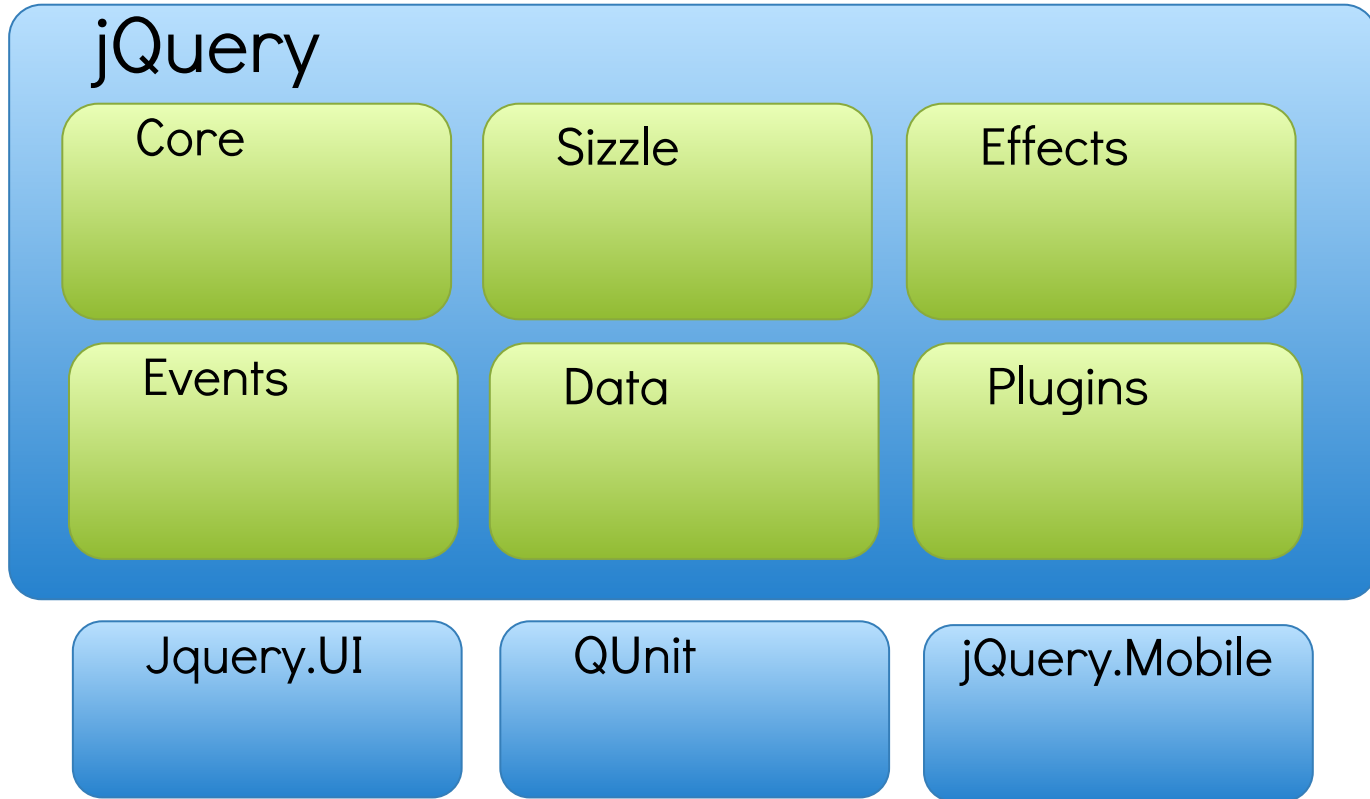 jQuery
Core
Sizzle
Effects
Events
Data
Plugins
Jquery.UI
QUnit
jQuery.Mobile